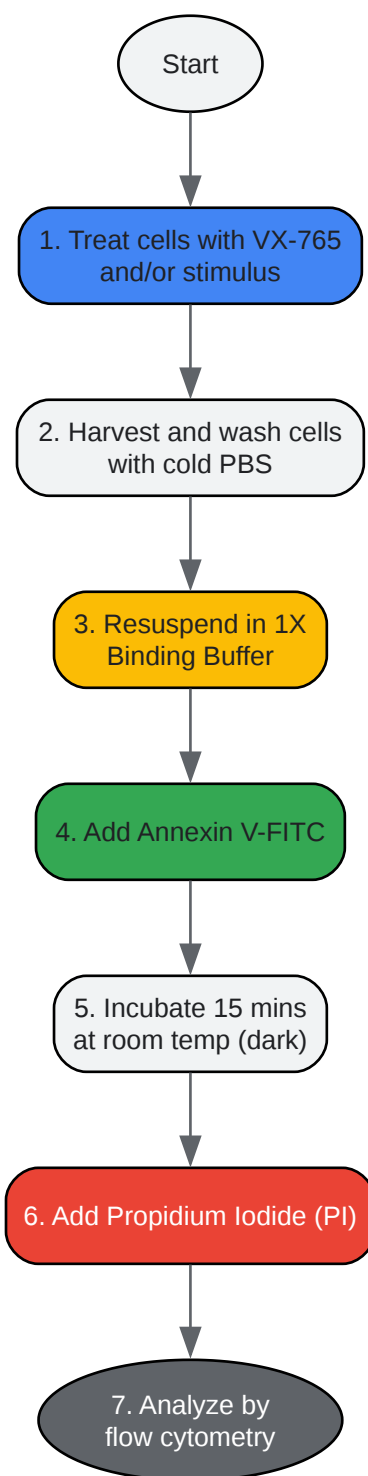 Start
1. Treat cells with VX-765
and/or stimulus
2. Harvest and wash cells
with cold PBS
3. Resuspend in 1X
Binding Buffer
4. Add Annexin V-FITC
5. Incubate 15 mins
at room temp (dark)
6. Add Propidium Iodide (PI)
7. Analyze by
flow cytometry